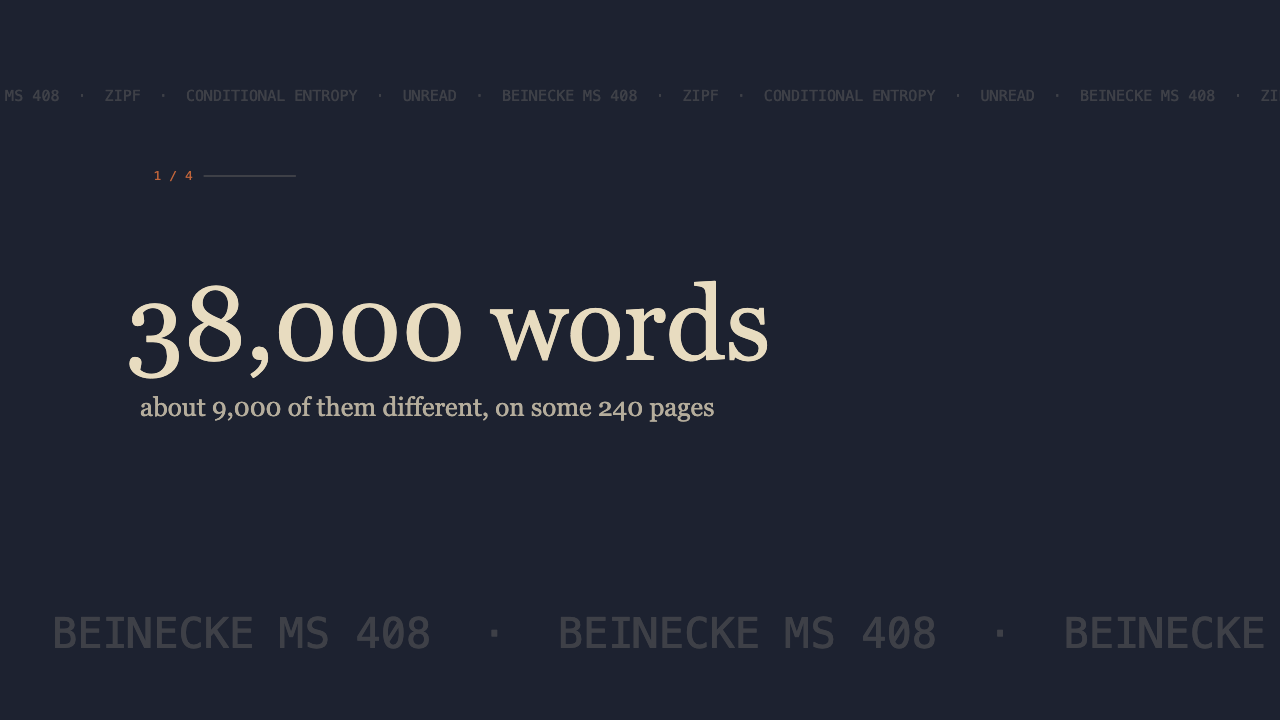 MS 408 · ZIPF · CONDITIONAL ENTROPY · UNREAD · BEINECKE MS 408 · ZIPF · CONDITIONAL ENTROPY · UNREAD · BEINECKE MS 408 · ZI
1 / 4
38,000 words
about 9,000 of them different, on some 240 pages
BEINECKE MS 408 · BEINECKE MS 408 · BEINECKE